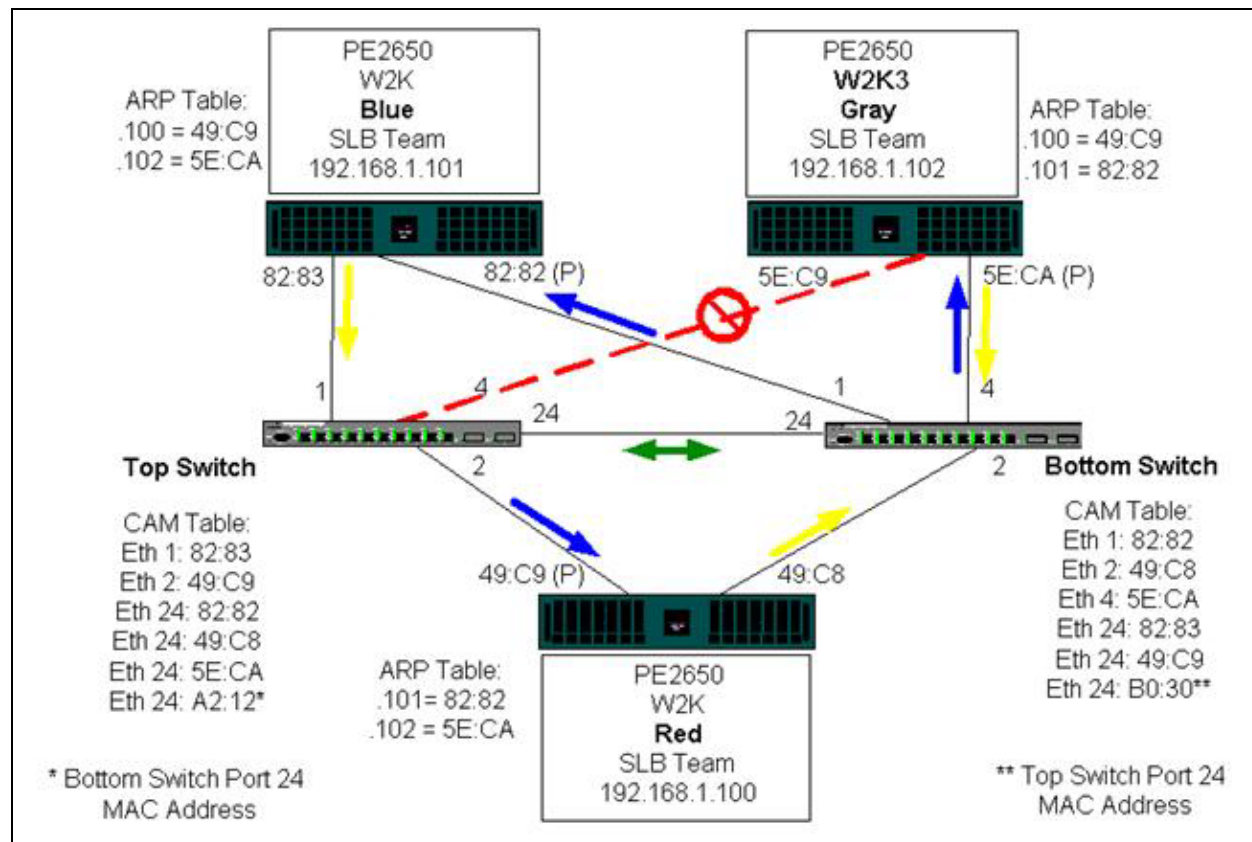 PE2650
W2K
Blue
SLB Team
192.168.1.101
ARP Table:
.100 = 49:C9
.102 = 5E:CA
PE2650
W2K3
Gray
SLB Team
192.168.1.102
ARP Table:
.100 = 49:C9
.101 = 82:82
82:83
82:82 (P)
5E:C9
5E:CA (P)
1
4
24
24
1
4
2
2
Top Switch
Bottom Switch
CAM Table:
Eth 1: 82:83
Eth 2: 49:C9
Eth 24: 82:82
Eth 24: 49:C8
Eth 24: 5E:CA
Eth 24: A2:12*
CAM Table:
Eth 1: 82:82
Eth 2: 49:C8
Eth 4: 5E:CA
Eth 24: 82:83
Eth 24: 49:C9
Eth 24: B0:30**
49:C9 (P)
49:C8
ARP Table:
.101= 82:82
.102 = 5E:CA
PE2650
W2K
Red
SLB Team
192.168.1.100
* Bottom Switch Port 24
MAC Address
** Top Switch Port 24
MAC Address